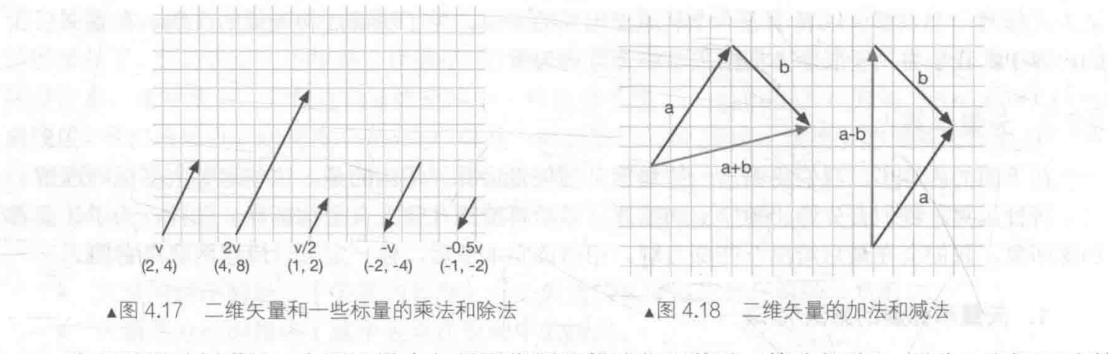 a
b
a+b
a-b
b
a
v
2v
v/2
-v
-0.5v
(2, 4)
(4, 8)
(1, 2)
(-2, -4)
(-1, -2)
▲图 4.17 二维矢量和一些标量的乘法和除法
▲图 4.18 二维矢量的加法和减法